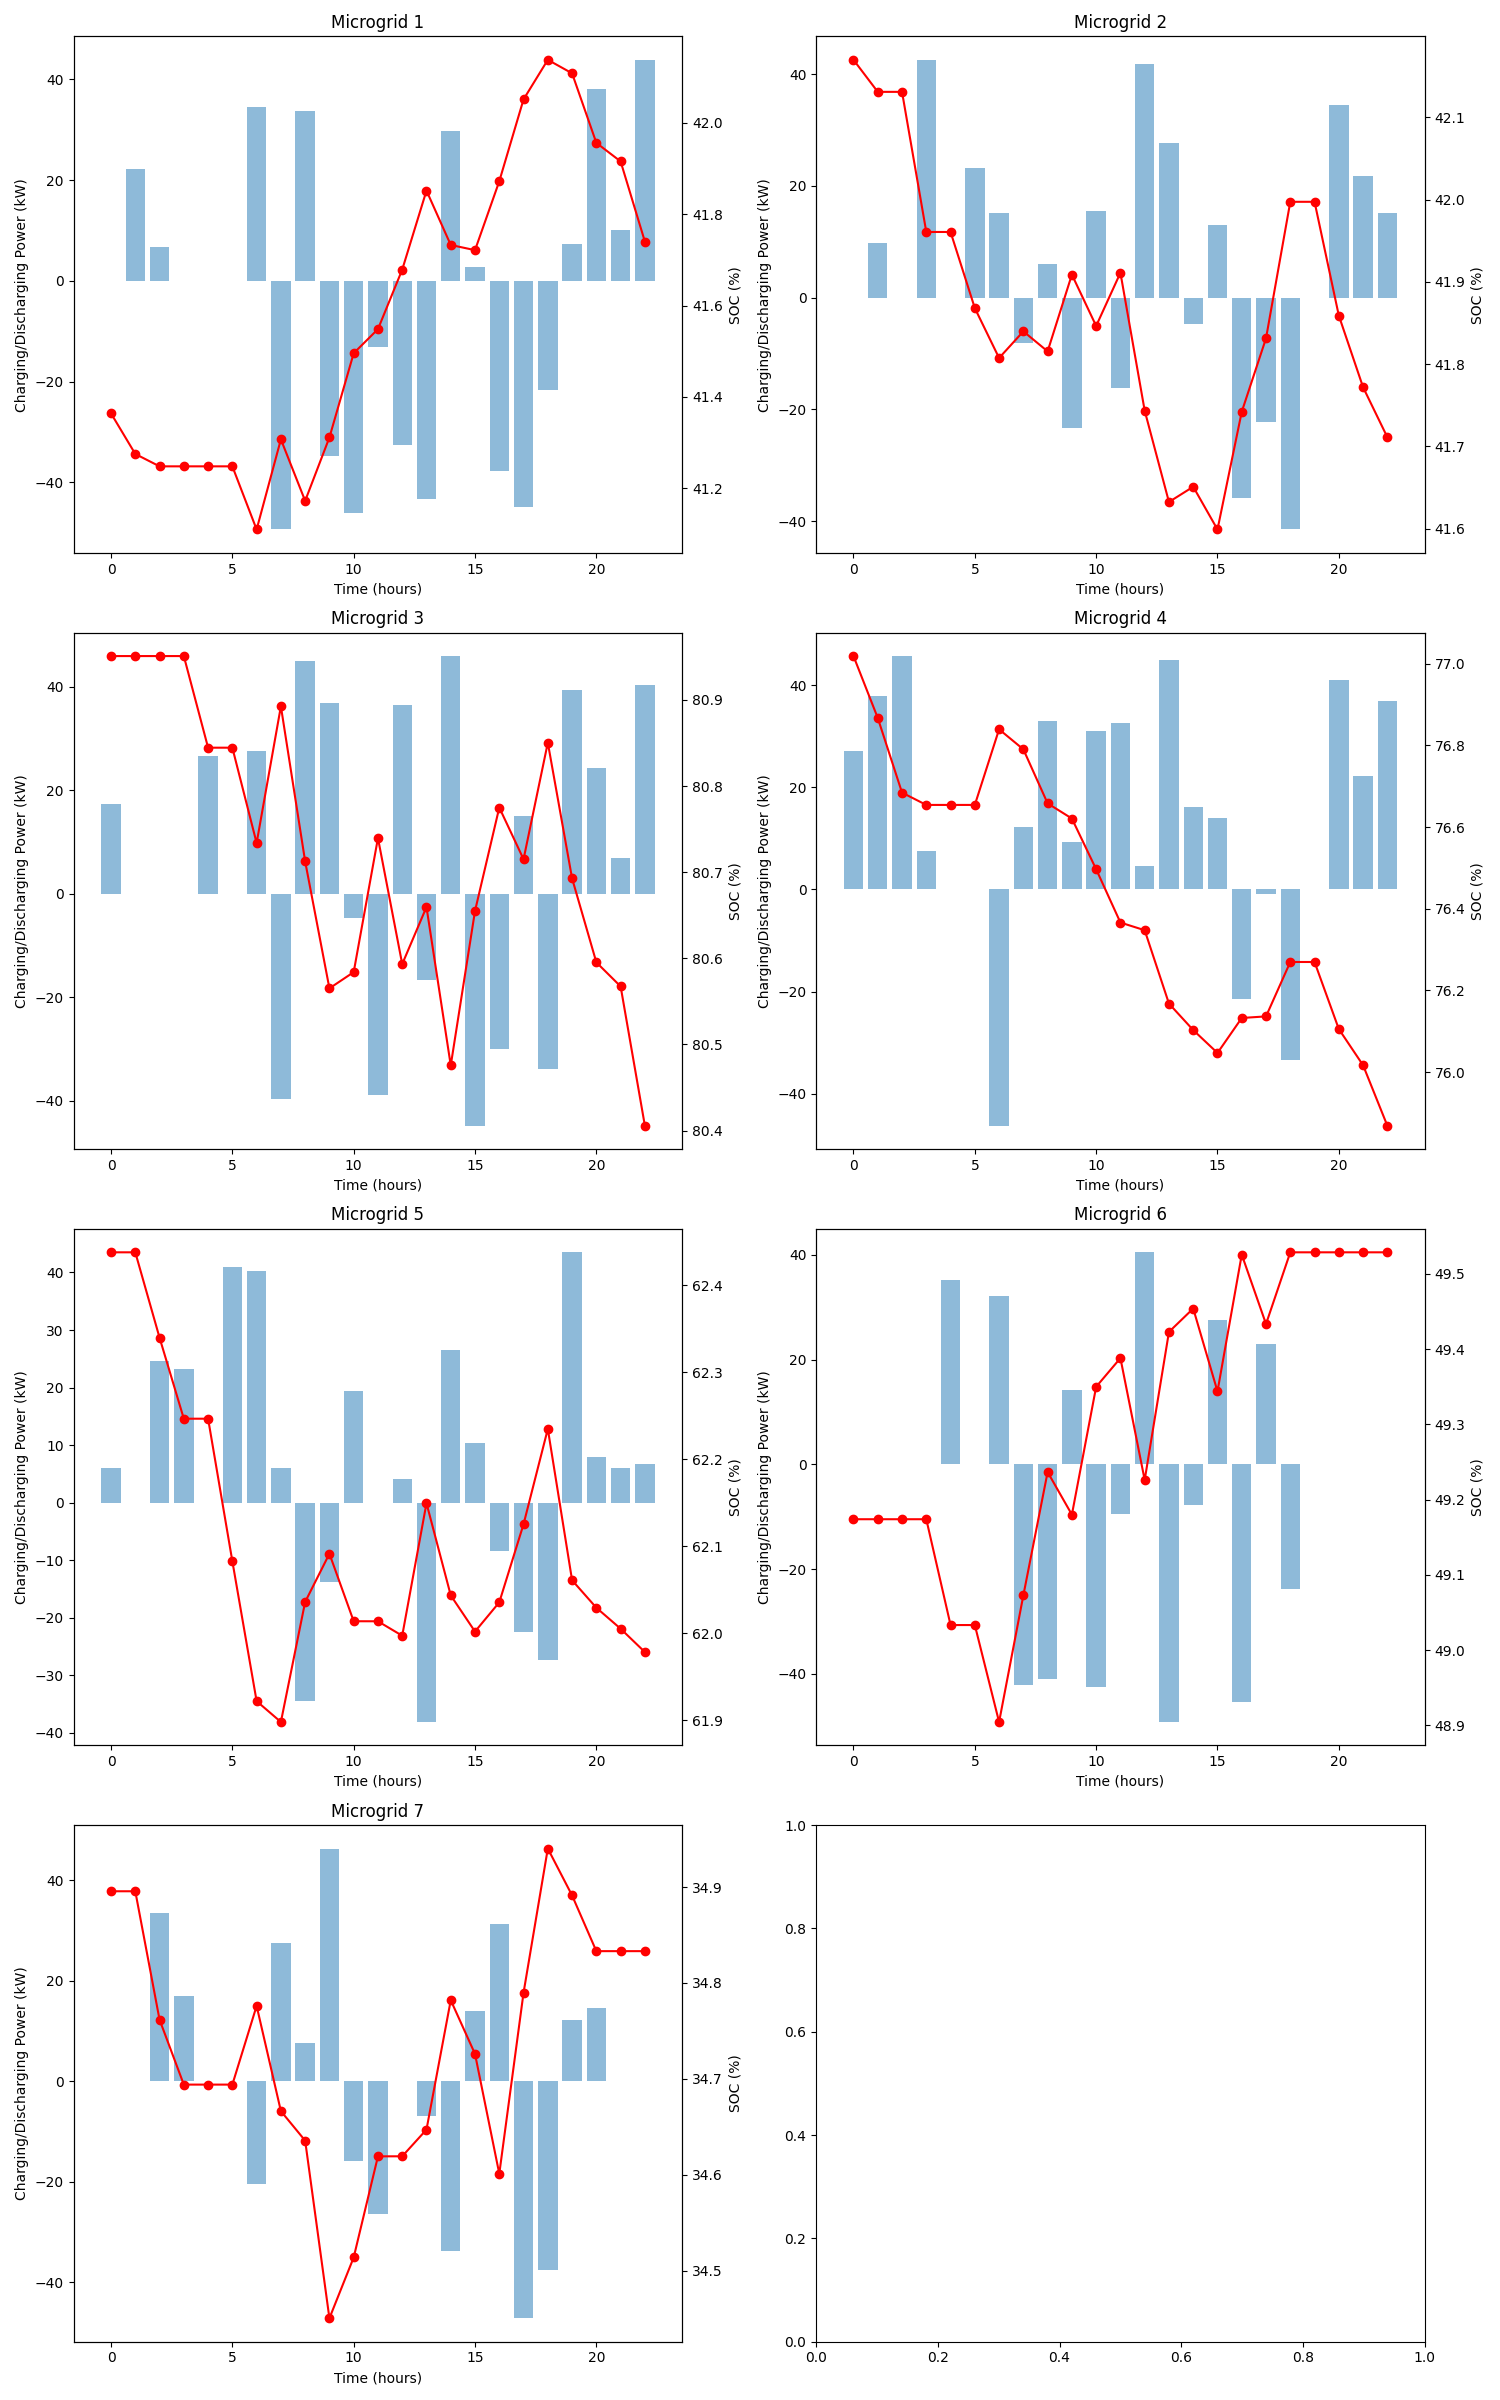 Microgrid 1
Charging/Discharging Power (kW)
40
20
0
−20
−40
42.0
41.8
41.6
41.4
41.2
SOC (%)
0 5 10 15 20
Time (hours)
Microgrid 2
Charging/Discharging Power (kW)
40
20
0
−20
−40
42.1
42.0
41.9
41.8
41.7
41.6
SOC (%)
0 5 10 15 20
Time (hours)
Microgrid 3
Charging/Discharging Power (kW)
40
20
0
−20
−40
80.9
80.8
80.7
80.6
80.5
80.4
SOC (%)
0 5 10 15 20
Time (hours)
Microgrid 4
Charging/Discharging Power (kW)
40
20
0
−20
−40
77.0
76.8
76.6
76.4
76.2
76.0
SOC (%)
0 5 10 15 20
Time (hours)
Microgrid 5
Charging/Discharging Power (kW)
40
30
20
10
0
−10
−20
−30
−40
62.4
62.3
62.2
62.1
62.0
61.9
SOC (%)
0 5 10 15 20
Time (hours)
Microgrid 6
Charging/Discharging Power (kW)
40
20
0
−20
−40
49.5
49.4
49.3
49.2
49.1
49.0
48.9
SOC (%)
0 5 10 15 20
Time (hours)
Microgrid 7
Charging/Discharging Power (kW)
40
20
0
−20
−40
34.9
34.8
34.7
34.6
34.5
SOC (%)
0 5 10 15 20
Time (hours)
1.0
0.8
0.6
0.4
0.2
0.0
0.0 0.2 0.4 0.6 0.8 1.0